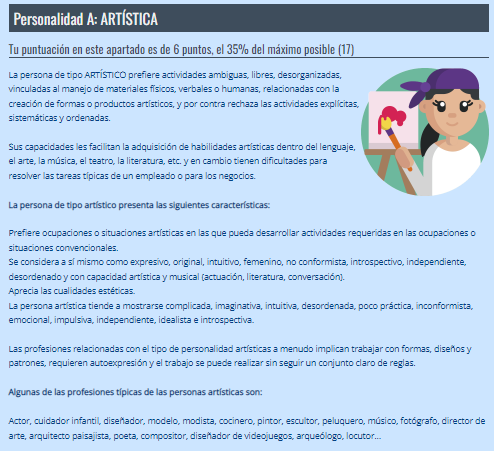 Personalidad A: ARTÍSTICA
Tu puntuación en este apartado es de 6 puntos, el 35% del máximo posible (17)
La persona de tipo ARTÍSTICO prefiere actividades ambiguas, libres, desorganizadas,
vinculadas al manejo de materiales físicos, verbales o humanas, relacionadas con la
creación de formas o productos artísticos, y por contra rechaza las actividades explícitas,
sistemáticas y ordenadas.
Sus capacidades les facilitan la adquisición de habilidades artísticas dentro del lenguaje,
el arte, la música, el teatro, la literatura, etc. y en cambio tienen dificultades para
resolver las tareas típicas de un empleado o para los negocios.
La persona de tipo artístico presenta las siguientes características:
Prefiere ocupaciones o situaciones artísticas en las que pueda desarrollar actividades requeridas en las ocupaciones o
situaciones convencionales.
Se considera a sí mismo como expresivo, original, intuitivo, femenino, no conformista, introspectivo, independiente,
desordenado y con capacidad artística y musical (actuación, literatura, conversación).
Aprecia las cualidades estéticas.
La persona artística tiende a mostrarse complicada, imaginativa, intuitiva, desordenada, poco práctica, inconformista,
emocional, impulsiva, independiente, idealista e introspectiva.
Las profesiones relacionadas con el tipo de personalidad artísticas a menudo implican trabajar con formas, diseños y
patrones, requieren autoexpresión y el trabajo se puede realizar sin seguir un conjunto claro de reglas.
Algunas de las profesiones típicas de las personas artísticas son:
Actor, cuidador infantil, diseñador, modelo, modista, cocinero, pintor, escultor, peluquero, músico, fotógrafo, director de
arte, arquitecto paisajista, poeta, compositor, diseñador de videojuegos, arqueólogo, locutor...